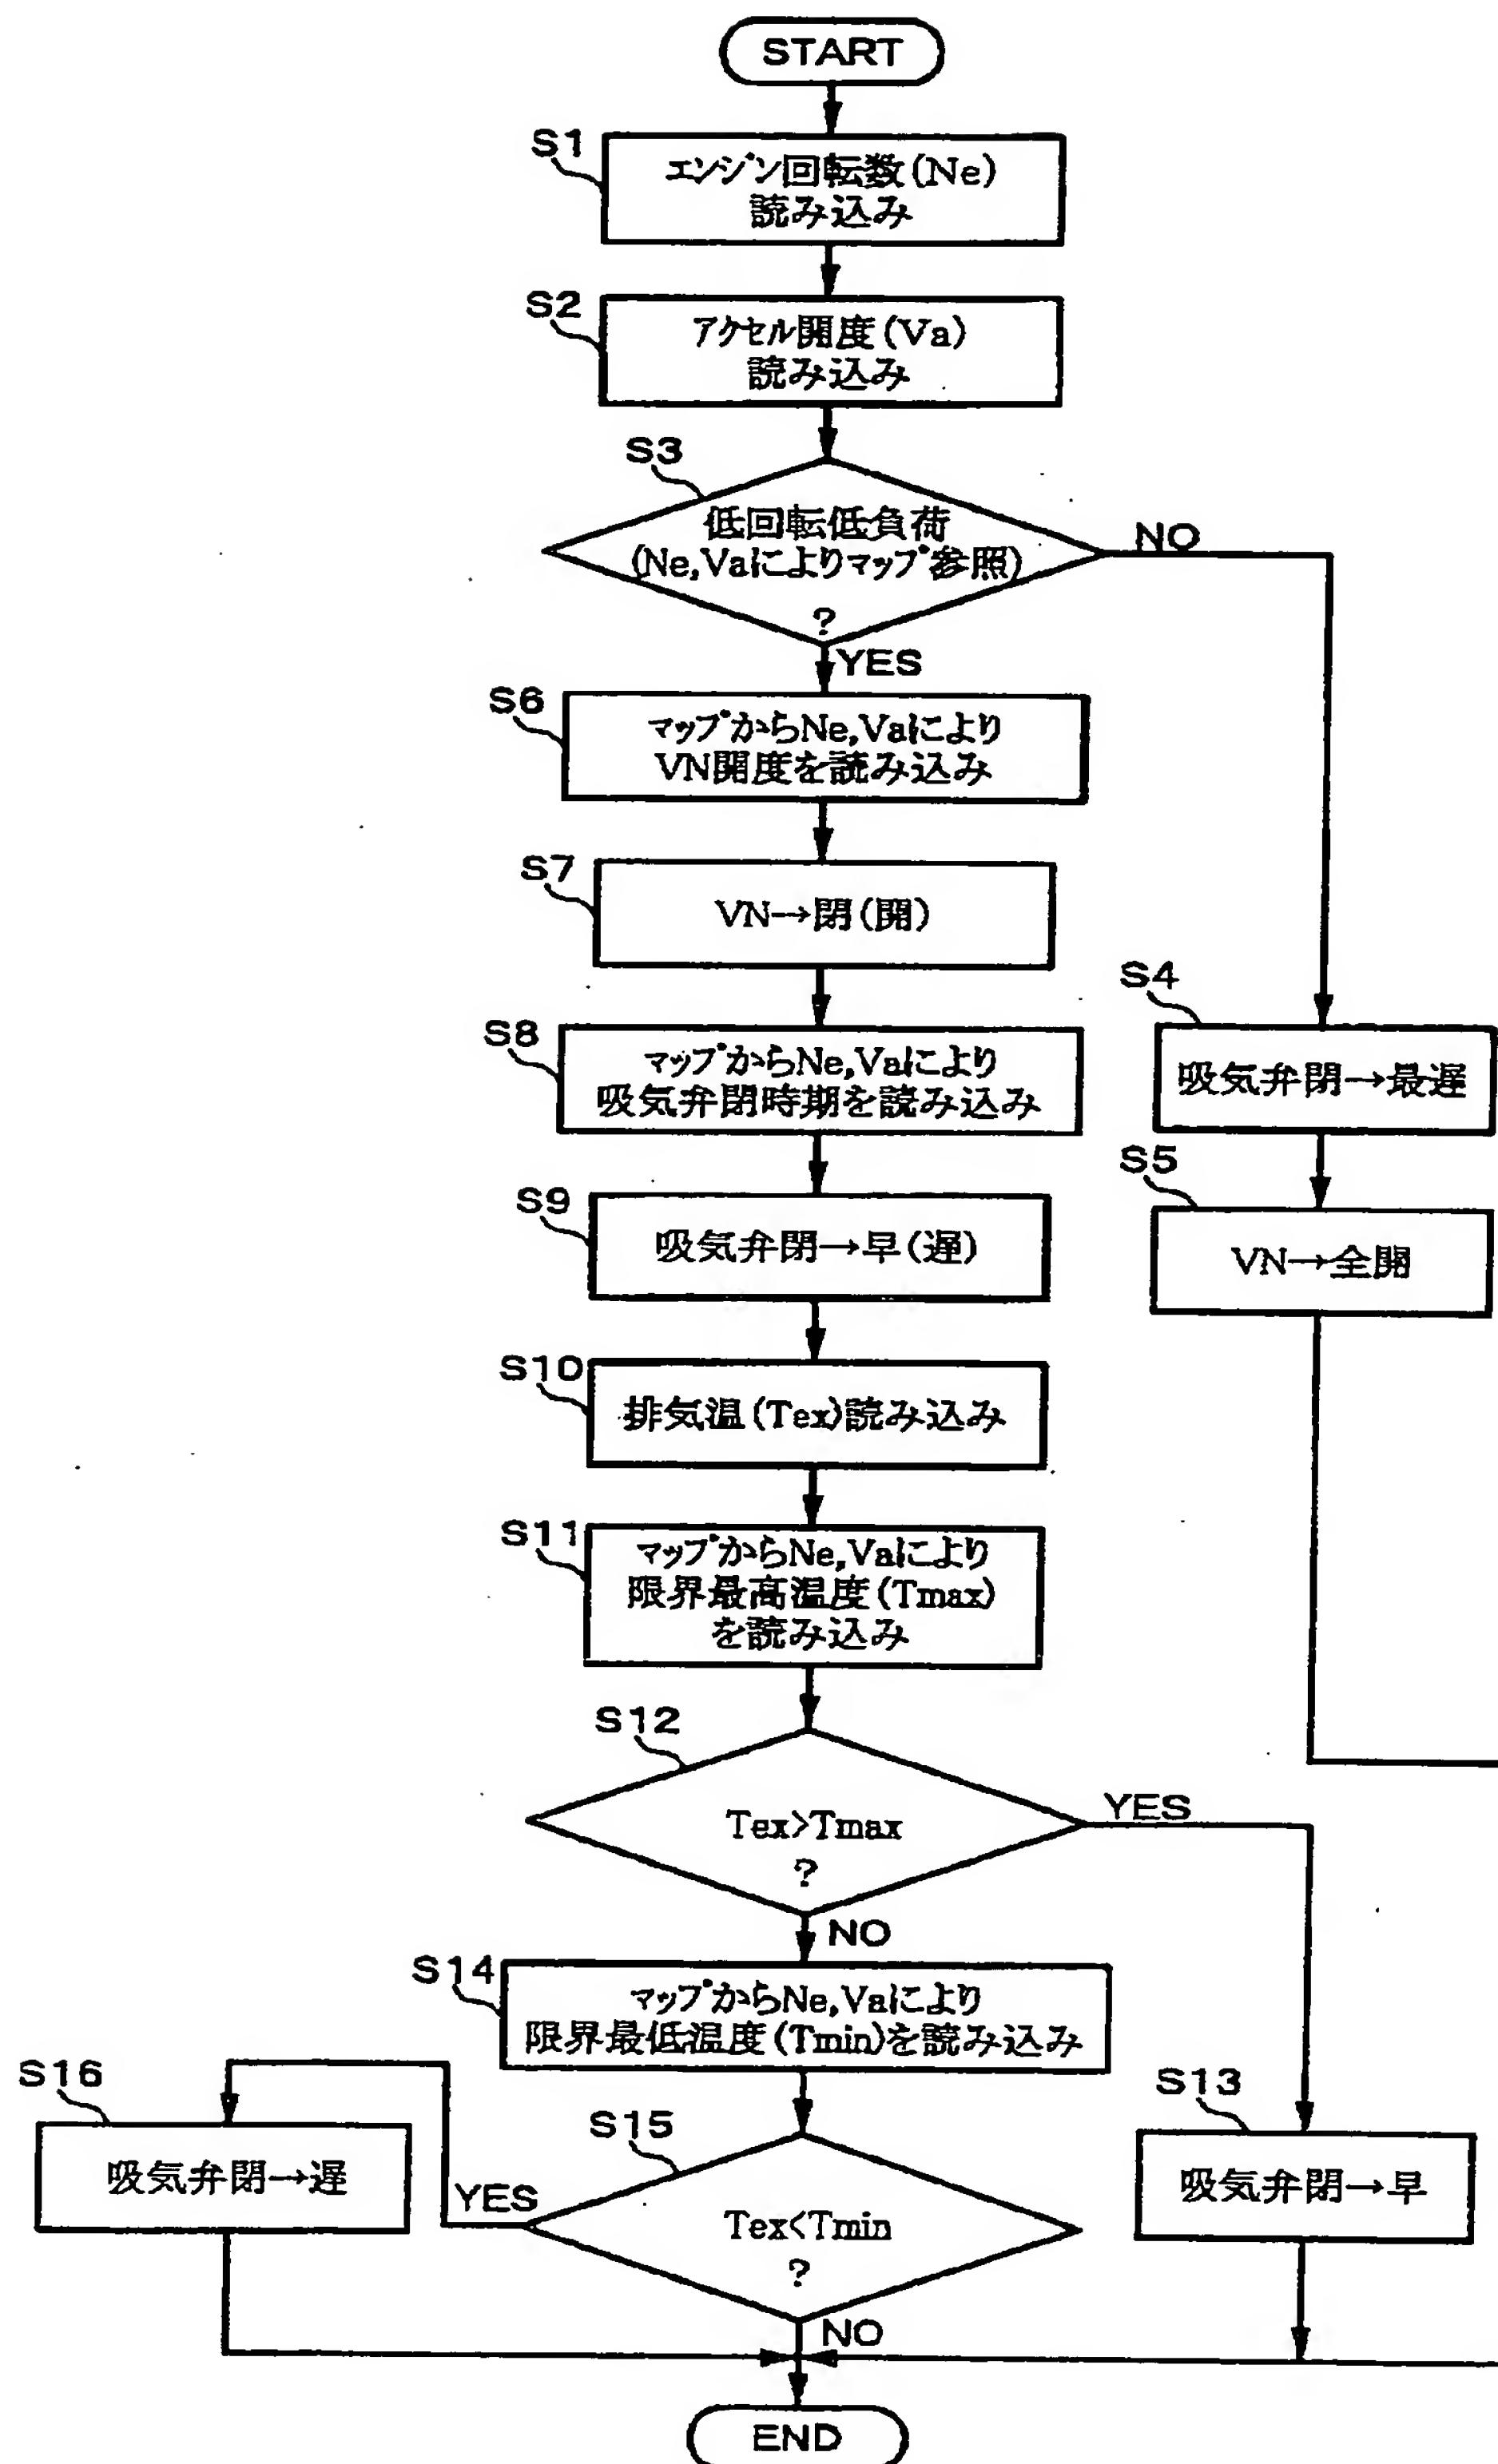 START
S1
エンジン回転数(Ne)
読み込み
S2
アクセル開度(Va)
読み込み
S3
低回転低負荷
(Ne,Vaによりマップ参照)
?
NO
YES
S6
マップからNe,Vaにより
VN開度を読み込み
S7
VN→閉(開)
S8
マップからNe,Vaにより
吸気弁閉時期を読み込み
S4
吸気弁閉→最遅
S9
吸気弁閉→早(遅)
S5
VN→全開
S10
排気温(Tex)読み込み
S11
マップからNe,Vaにより
限界最高温度(Tmax)
を読み込み
S12
Tex>Tmax
?
YES
NO
S14
マップからNe,Vaにより
限界最低温度(Tmin)を読み込み
S16
吸気弁閉→遅
S15
YES
Tex<Tmin
?
S13
吸気弁閉→早
NO
END